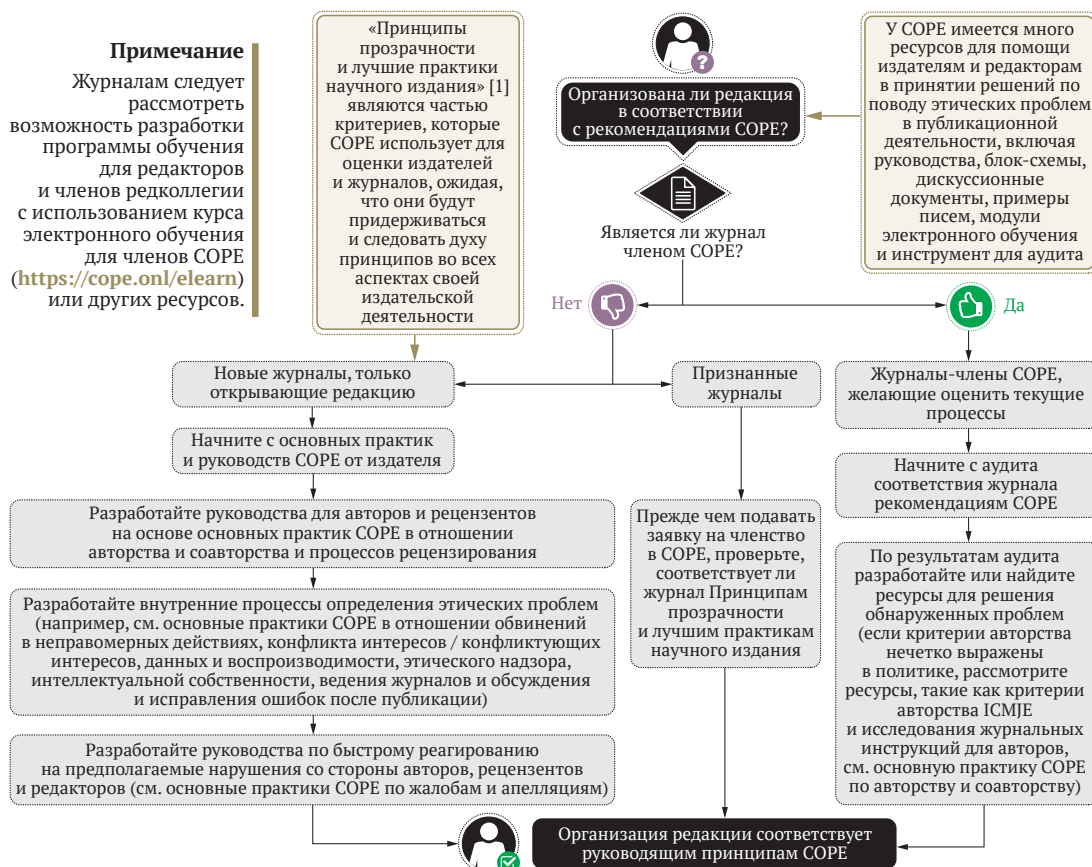 Примечание
Журналам следует
рассмотреть
возможность разработки
программы обучения
для редакторов
и членов редколлегии
с использованием курса
электронного обучения
для членов COPE
(https://cope.onl/elearn)
или других ресурсов.
«Принципы
прозрачности
и лучшие практики
научного издания» [1]
являются частью
критериев, которые
COPE использует для
оценки издателей
и журналов, ожидая,
что они будут
придерживаться
и следовать духу
принципов во всех
аспектах своей
издательской
деятельности
?
Организована ли редакция
в соответствии
с рекомендациями COPE?
У COPE имеется много
ресурсов для помощи
издателям и редакторам
в принятии решений по
поводу этических проблем
в публикационной
деятельности, включая
руководства, блок-схемы,
дискуссионные
документы, примеры
писем, модули
электронного обучения
и инструмент для аудита
Является ли журнал
членом COPE?
Нет
Да
Новые журналы, только
открывающие редакцию
Начните с основных практик
и руководств COPE от издателя
Разработайте руководства для авторов и рецензентов
на основе основных практик COPE в отношении
авторства и соавторства и процессов рецензирования
Разработайте внутренние процессы определения этических проблем
(например, см. основные практики COPE в отношении обвинений
в неправомерных действиях, конфликта интересов / конфликтующих
интересов, данных и воспроизводимости, этического надзора,
интеллектуальной собственности, ведения журналов и обсуждения
и исправления ошибок после публикации)
Разработайте руководства по быстрому реагированию
на предполагаемые нарушения со стороны авторов, рецензентов
и редакторов (см. основные практики COPE по жалобам и апелляциям)
Признанные
журналы
Прежде чем подавать
заявку на членство
в COPE, проверьте,
соответствует ли
журнал Принципам
прозрачности
и лучшим практикам
научного издания
Журналы-члены COPE,
желающие оценить текущие
процессы
Начните с аудита
соответствия журнала
рекомендациям COPE
По результатам аудита
разработайте или найдите
ресурсы для решения
обнаруженных проблем
(если критерии авторства
нечетко выражены
в политике, рассмотрите
ресурсы, такие как критерии
авторства ICMJE
и исследования журнальных
инструкций для авторов,
см. основную практику COPE
по авторству и соавторству)
Организация редакции соответствует
руководящим принципам COPE